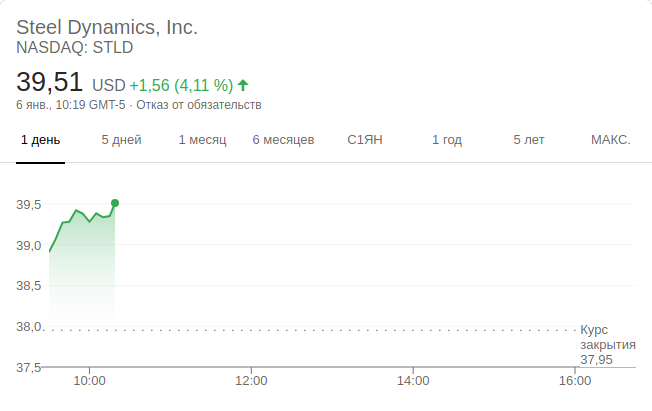 Steel Dynamics, Inc.
NASDAQ: STLD
39,51 USD +1,56 (4,11 %)
6 янв., 10:19 GMT-5 · Отказ от обязательств
1 день 5 дней 1 месяц 6 месяцев С1ЯН 1 год 5 лет МАКС.
39,5
39,0
38,5
38,0
37,5
Курс
закрытия
37,95
10:00 12:00 14:00 16:00